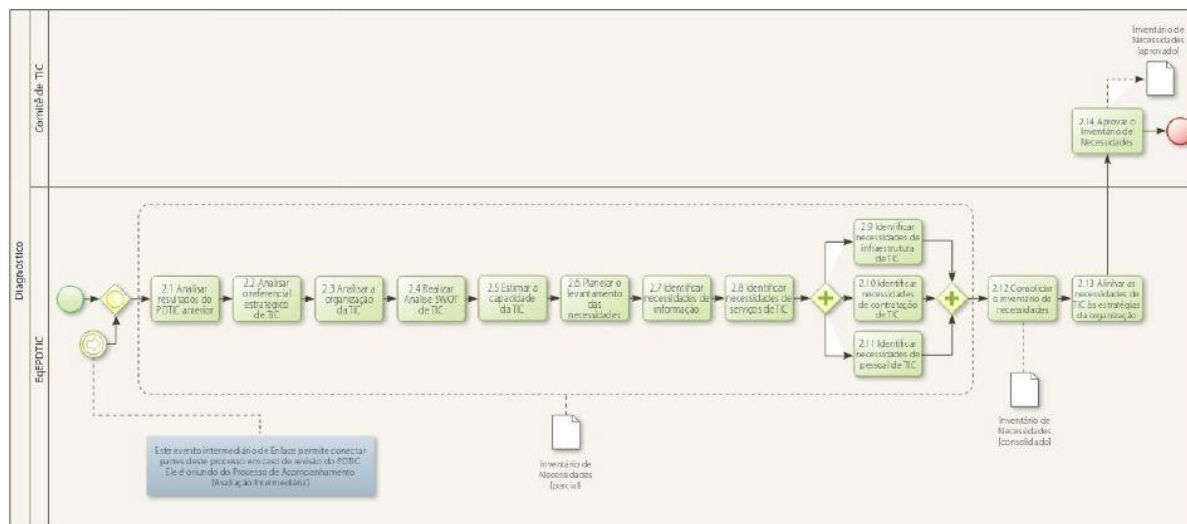 Diagnóstico
Comitê de TIC
EqEPDTIC
Inventário de
Necessidades
[aprovado]
2.14 Aprovar o
Inventário de
Necessidades
2.1 Analisar
resultados do
PDTIC anterior
2.2 Analisar
o referencial
estratégico
de TIC
2.3 Analisar a
organização
da TIC
2.4 Realizar
Análise SWOT
de TIC
2.5 Estimar a
capacidade
da TIC
2.6 Planejar o
levantamento
das
necessidades
2.7 Identificar
necessidades de
informação
2.8 Identificar
necessidades de
serviços de TIC
2.9 Identificar
necessidades de
infraestrutura
de TIC
2.10 Identificar
necessidades
de contratação
de TIC
2.11 Identificar
necessidades de
pessoal de TIC
2.12 Consolidar
o inventário de
necessidades
2.13 Alinhar as
necessidades de
TIC às estratégias
da organização
Este evento intermediário de Enlace permite conectar
partes deste processo em caso de revisão do PDTIC.
Ele é oriundo do Processo de Acompanhamento
[Avaliação Intermediária]
Inventário de
Necessidades
[parcial]
Inventário de
Necessidades
[consolidado]